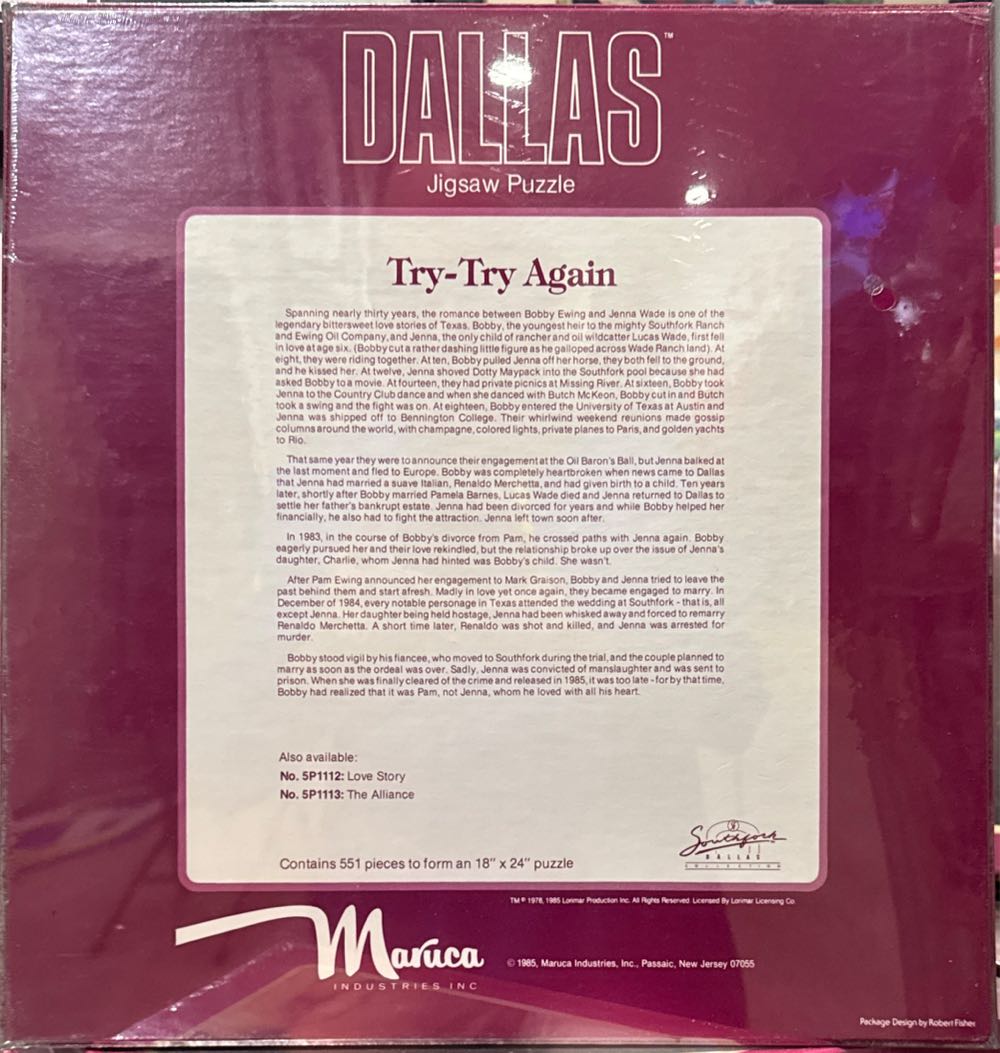 DALLAS™
Jigsaw Puzzle
Try-Try Again
Spanning nearly thirty years, the romance between Bobby Ewing and Jenna Wade is one of the
legendary bittersweet love stories of Texas. Bobby, the youngest heir to the mighty Southfork Ranch
and Ewing Oil Company, and Jenna, the only child of rancher and oil wildcatter Lucas Wade, first fell
in love at age six. (Bobby cut a rather dashing little figure as he galloped across Wade Ranch land). At
eight, they were riding together. At ten, Bobby pulled Jenna off her horse, they both fell to the ground,
and he kissed her. At twelve, Jenna shoved Dotty Maypack into the Southfork pool because she had
asked Bobby to a movie. At fourteen, they had private picnics at Missing River. At sixteen, Bobby took
Jenna to the Country Club dance and when she danced with Butch McKeon, Bobby cut in and Butch
took a swing and the fight was on. At eighteen, Bobby entered the University of Texas at Austin and
Jenna was shipped off to Bennington College. Their whirlwind weekend reunions made gossip
columns around the world, with champagne, colored lights, private planes to Paris, and golden yachts
to Rio.
That same year they were to announce their engagement at the Oil Baron's Ball, but Jenna balked at
the last moment and fled to Europe. Bobby was completely heartbroken when news came to Dallas
that Jenna had married a suave Italian, Renaldo Merchetta, and had given birth to a child. Ten years
later, shortly after Bobby married Pamela Barnes, Lucas Wade died and Jenna returned to Dallas to
settle her father's bankrupt estate. Jenna had been divorced for years and while Bobby helped her
financially, he also had to fight the attraction. Jenna left town soon after.
In 1983, in the course of Bobby's divorce from Pam, he crossed paths with Jenna again. Bobby
eagerly pursued her and their love rekindled, but the relationship broke up over the issue of Jenna's
daughter, Charlie, whom Jenna had hinted was Bobby's child. She wasn't.
After Pam Ewing announced her engagement to Mark Graison, Bobby and Jenna tried to leave the
past behind them and start afresh. Madly in love yet once again, they became engaged to marry. In
December of 1984, every notable personage in Texas attended the wedding at Southfork - that is, all
except Jenna. Her daughter being held hostage, Jenna had been whisked away and forced to remarry
Renaldo Merchetta. A short time later, Renaldo was shot and killed, and Jenna was arrested for
murder.
Bobby stood vigil by his fiancee, who moved to Southfork during the trial, and the couple planned to
marry as soon as the ordeal was over. Sadly, Jenna was convicted of manslaughter and was sent to
prison. When she was finally cleared of the crime and released in 1985, it was too late - for by that time,
Bobby had realized that it was Pam, not Jenna, whom he loved with all his heart.
Also available:
No. 5P1112: Love Story
No. 5P1113: The Alliance
Southfork
DALLAS
COLLECTION
Contains 551 pieces to form an 18" x 24" puzzle
TM © 1978, 1985 Lorimar Production Inc. All Rights Reserved. Licensed By Lorimar Licensing Co.
Maruca
INDUSTRIES INC
© 1985, Maruca Industries, Inc., Passaic, New Jersey 07055
Package Design by Robert Fisher